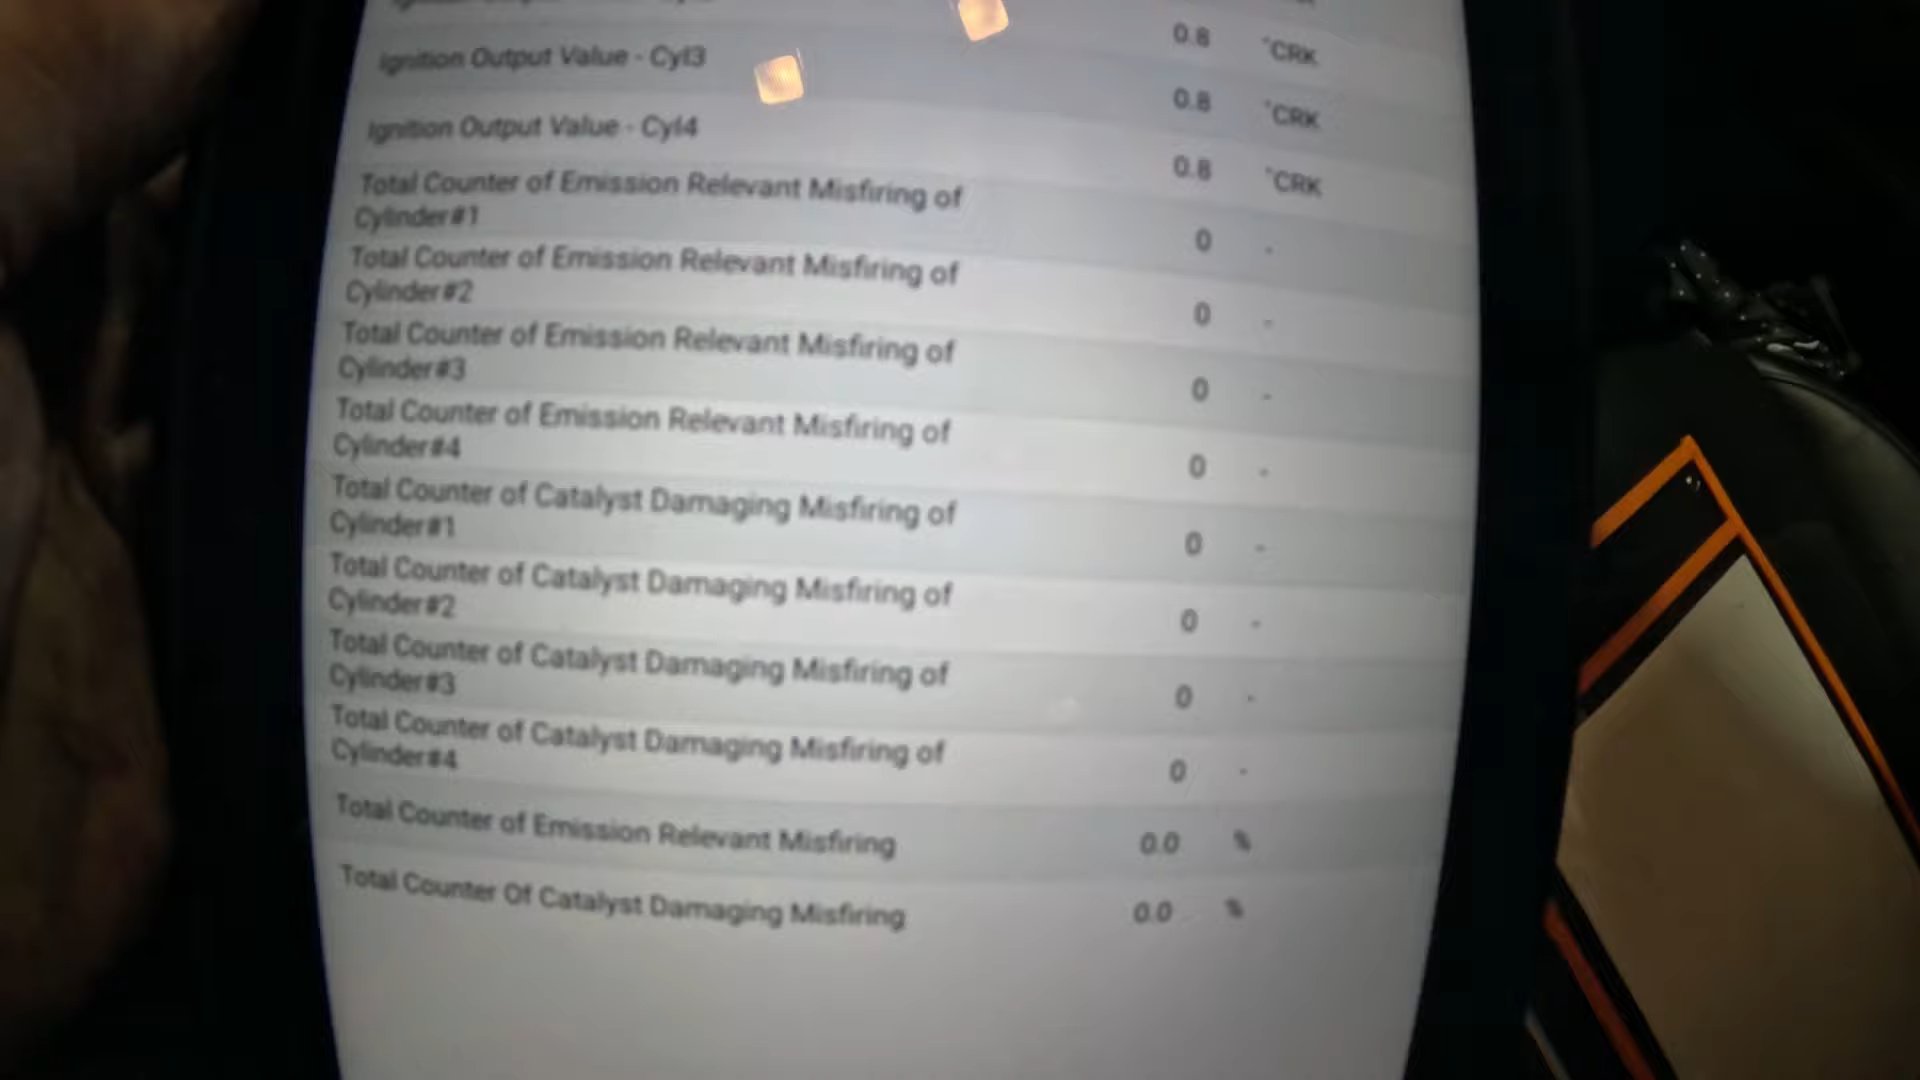 0.8 °CRK
Ignition Output Value - Cyl3 0.8 °CRK
Ignition Output Value - Cyl4 0.8 °CRK
Total Counter of Emission Relevant Misfiring of
Cylinder#1 0 -
Total Counter of Emission Relevant Misfiring of
Cylinder#2 0 -
Total Counter of Emission Relevant Misfiring of
Cylinder#3 0 -
Total Counter of Emission Relevant Misfiring of
Cylinder#4 0 -
Total Counter of Catalyst Damaging Misfiring of
Cylinder#1 0 -
Total Counter of Catalyst Damaging Misfiring of
Cylinder#2 0 -
Total Counter of Catalyst Damaging Misfiring of
Cylinder#3 0 -
Total Counter of Catalyst Damaging Misfiring of
Cylinder#4 0 -
Total Counter of Emission Relevant Misfiring 0.0 %
Total Counter Of Catalyst Damaging Misfiring 0.0 %